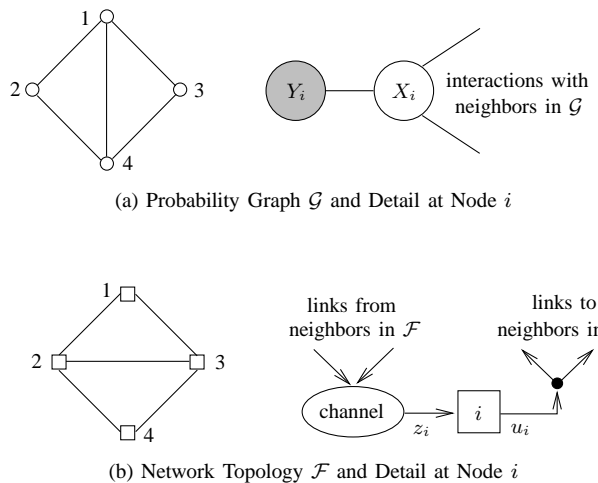 1
2
3
4
Y_i
X_i
interactions with
neighbors in 𝒢
(a) Probability Graph 𝒢 and Detail at Node i
1
2
3
4
links from
neighbors in ℱ
channel
z_i
i
u_i
links to
neighbors in
(b) Network Topology ℱ and Detail at Node i